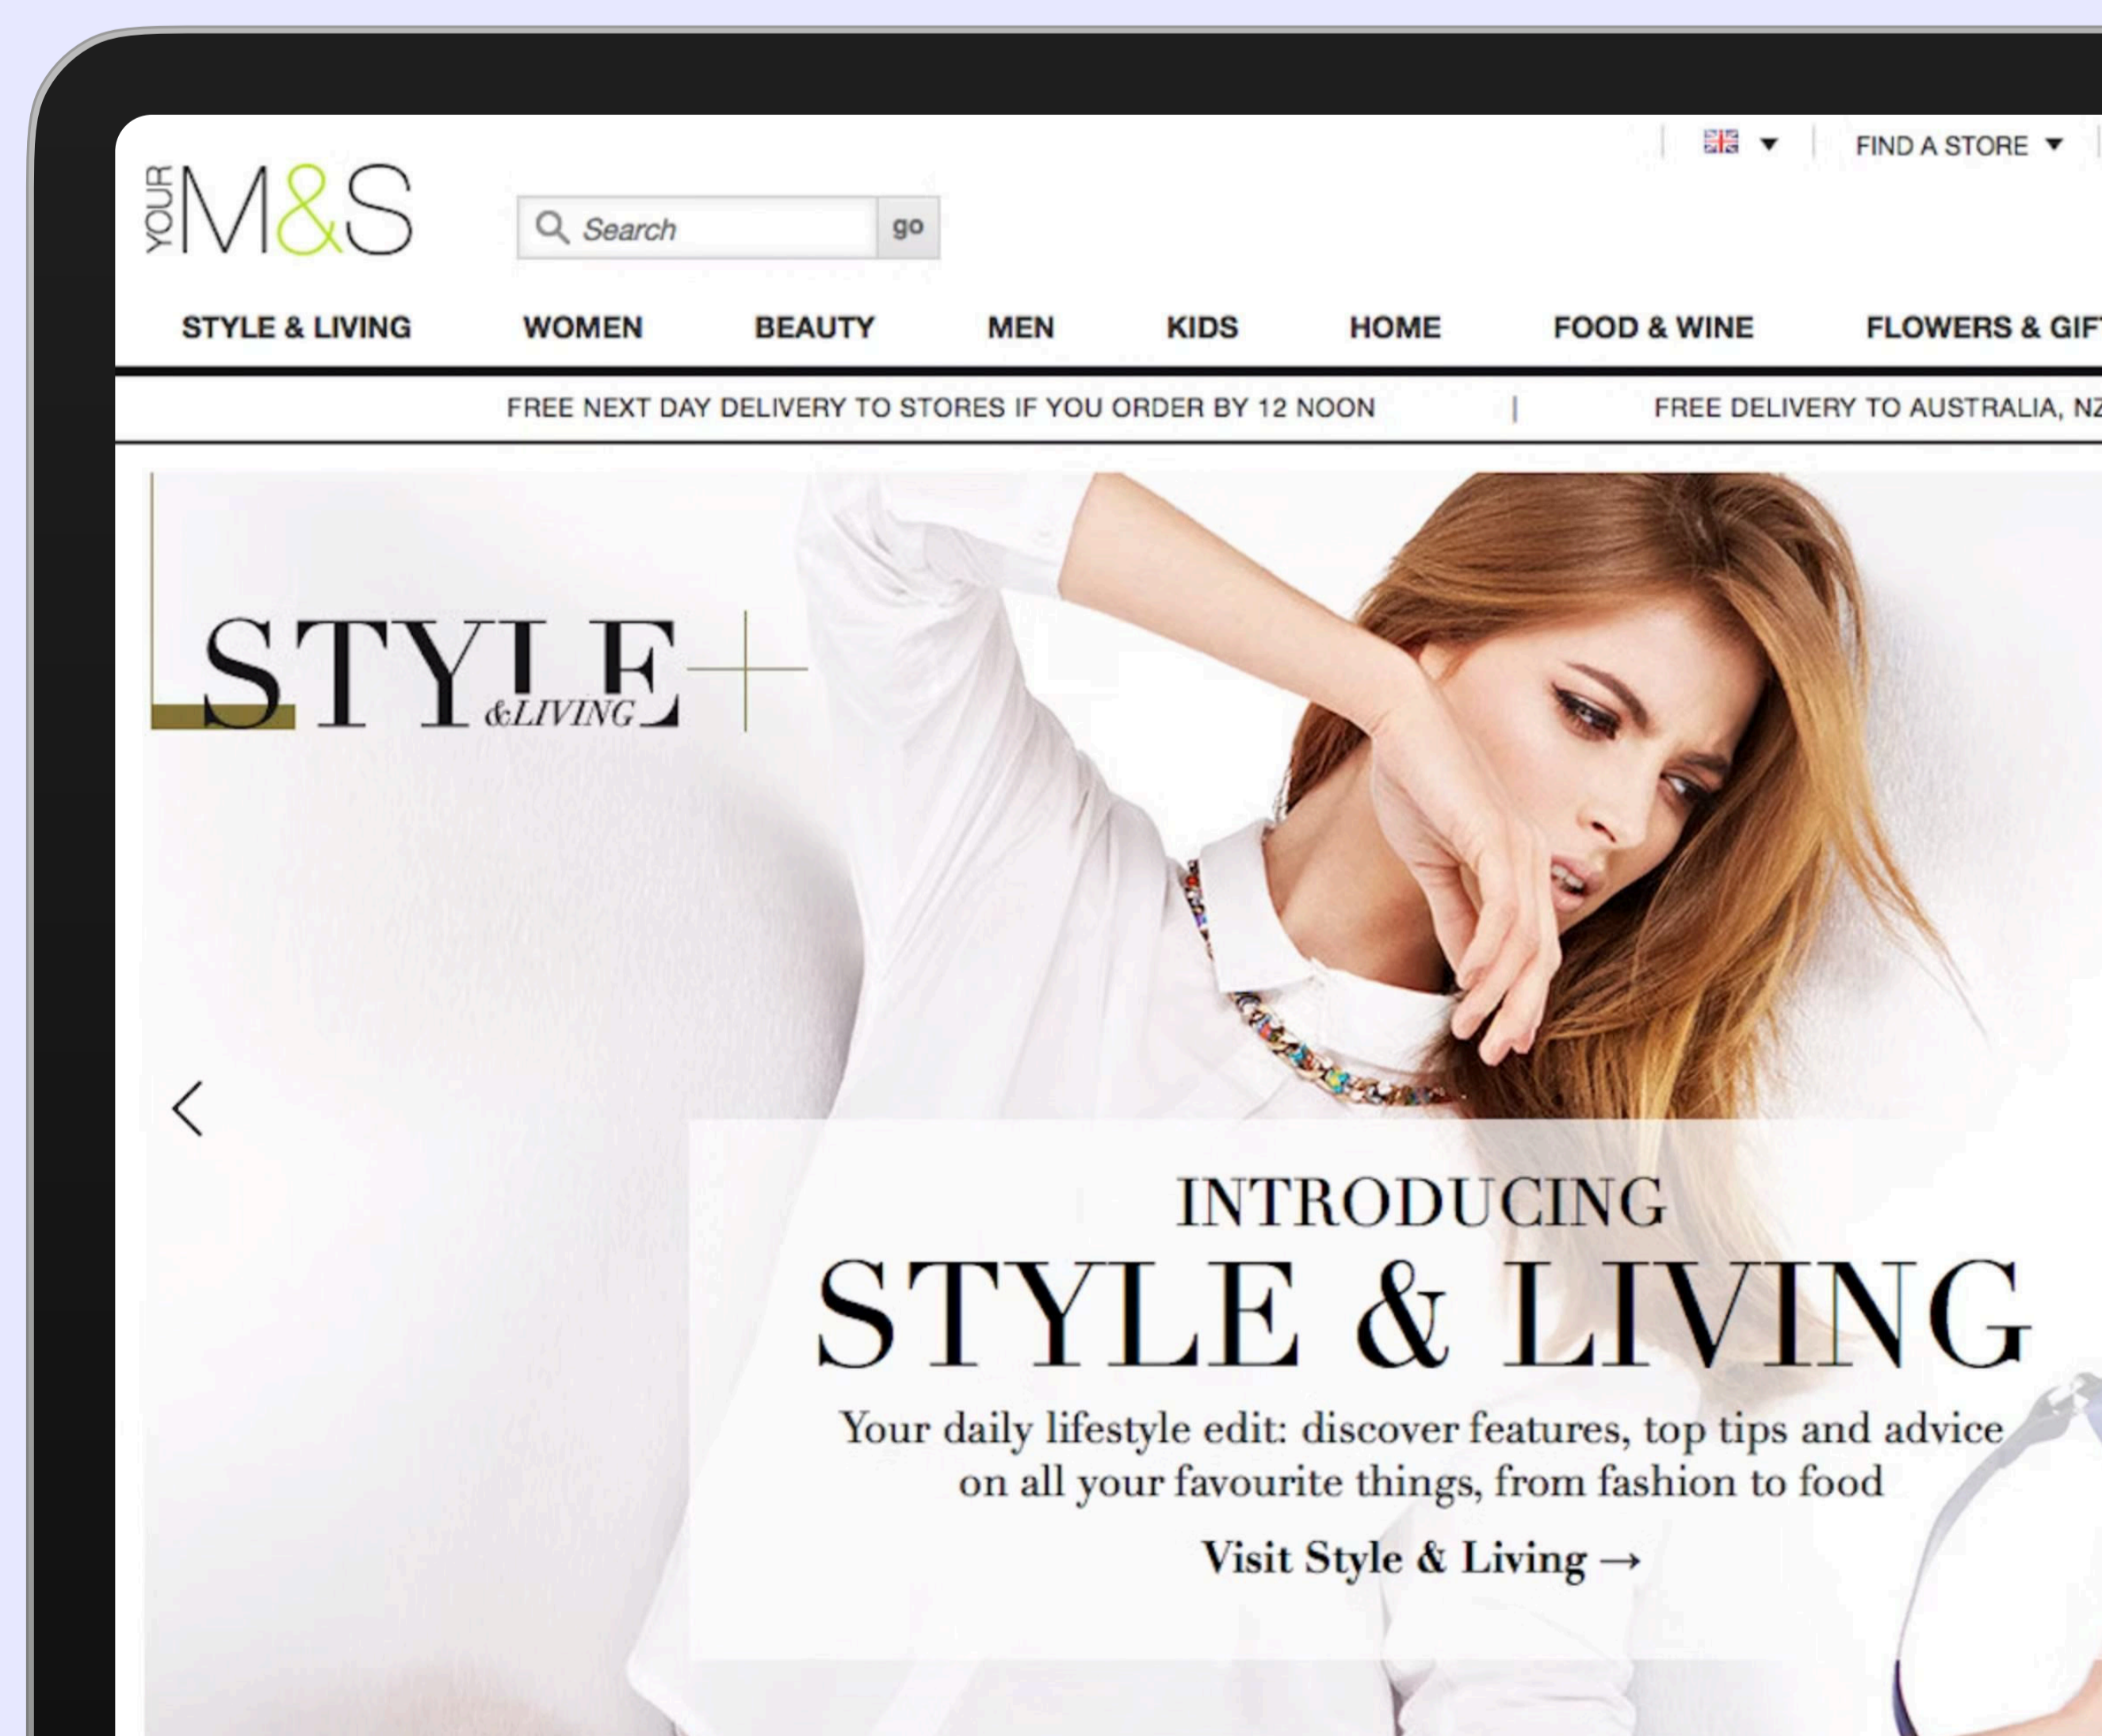 FIND A STORE
YOUR M&S
Search go
STYLE & LIVING WOMEN BEAUTY MEN KIDS HOME FOOD & WINE FLOWERS & GIF
FREE NEXT DAY DELIVERY TO STORES IF YOU ORDER BY 12 NOON | FREE DELIVERY TO AUSTRALIA, NZ
STYLE
&LIVING
INTRODUCING
STYLE & LIVING
Your daily lifestyle edit: discover features, top tips and advice
on all your favourite things, from fashion to food
Visit Style & Living →